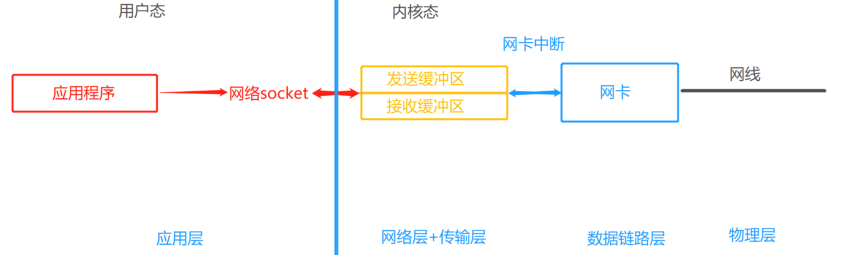 用户态
内核态
网卡中断
应用程序
网络socket
发送缓冲区
接收缓冲区
网卡
网线
应用层
网络层+传输层
数据链路层
物理层